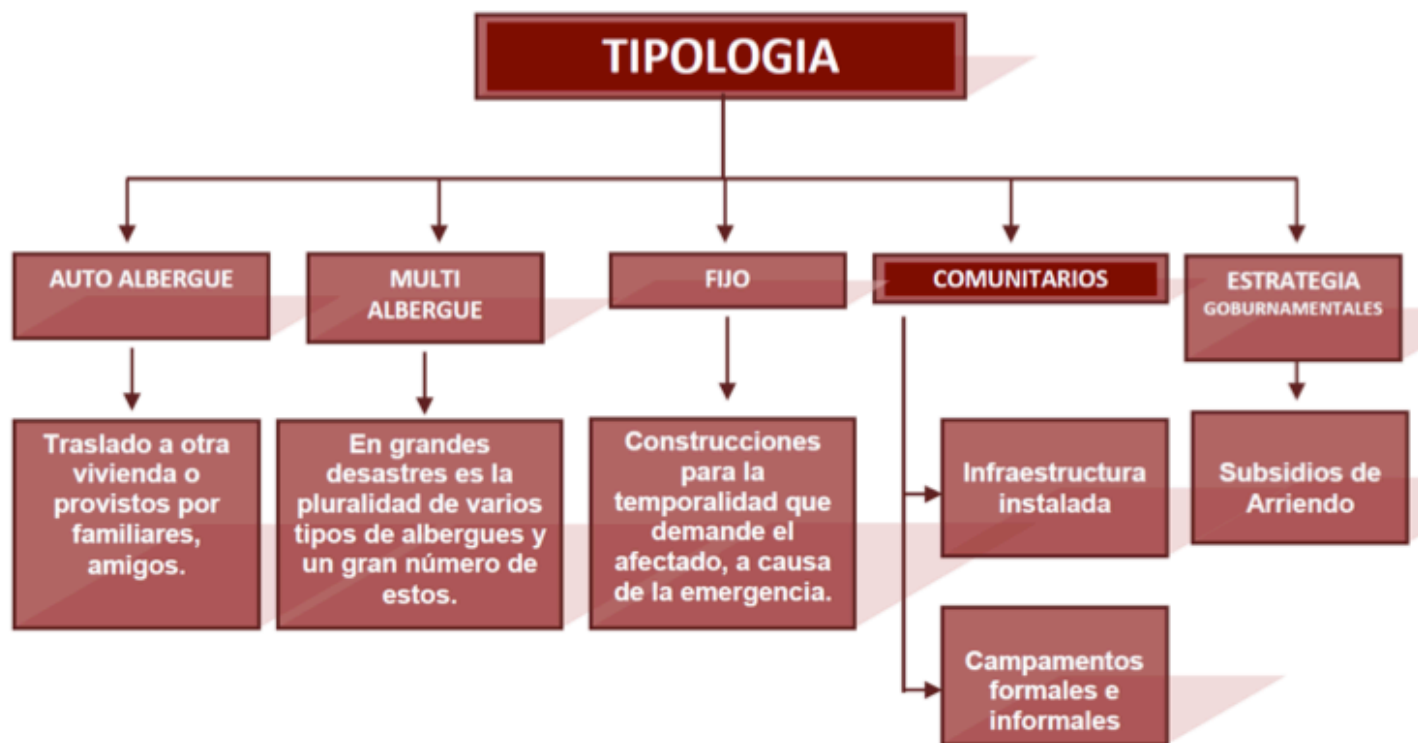 TIPOLOGIA
AUTO ALBERGUE
MULTI
ALBERGUE
FIJO
COMUNITARIOS
ESTRATEGIA
GOBURNAMENTALES
Traslado a otra
vivienda o
provistos por
familiares,
amigos.
En grandes
desastres es la
pluralidad de varios
tipos de albergues y
un gran número de
estos.
Construcciones
para la
temporalidad que
demande el
afectado, a causa
de la emergencia.
Infraestructura
instalada
Subsidios de
Arriendo
Campamentos
formales e
informales